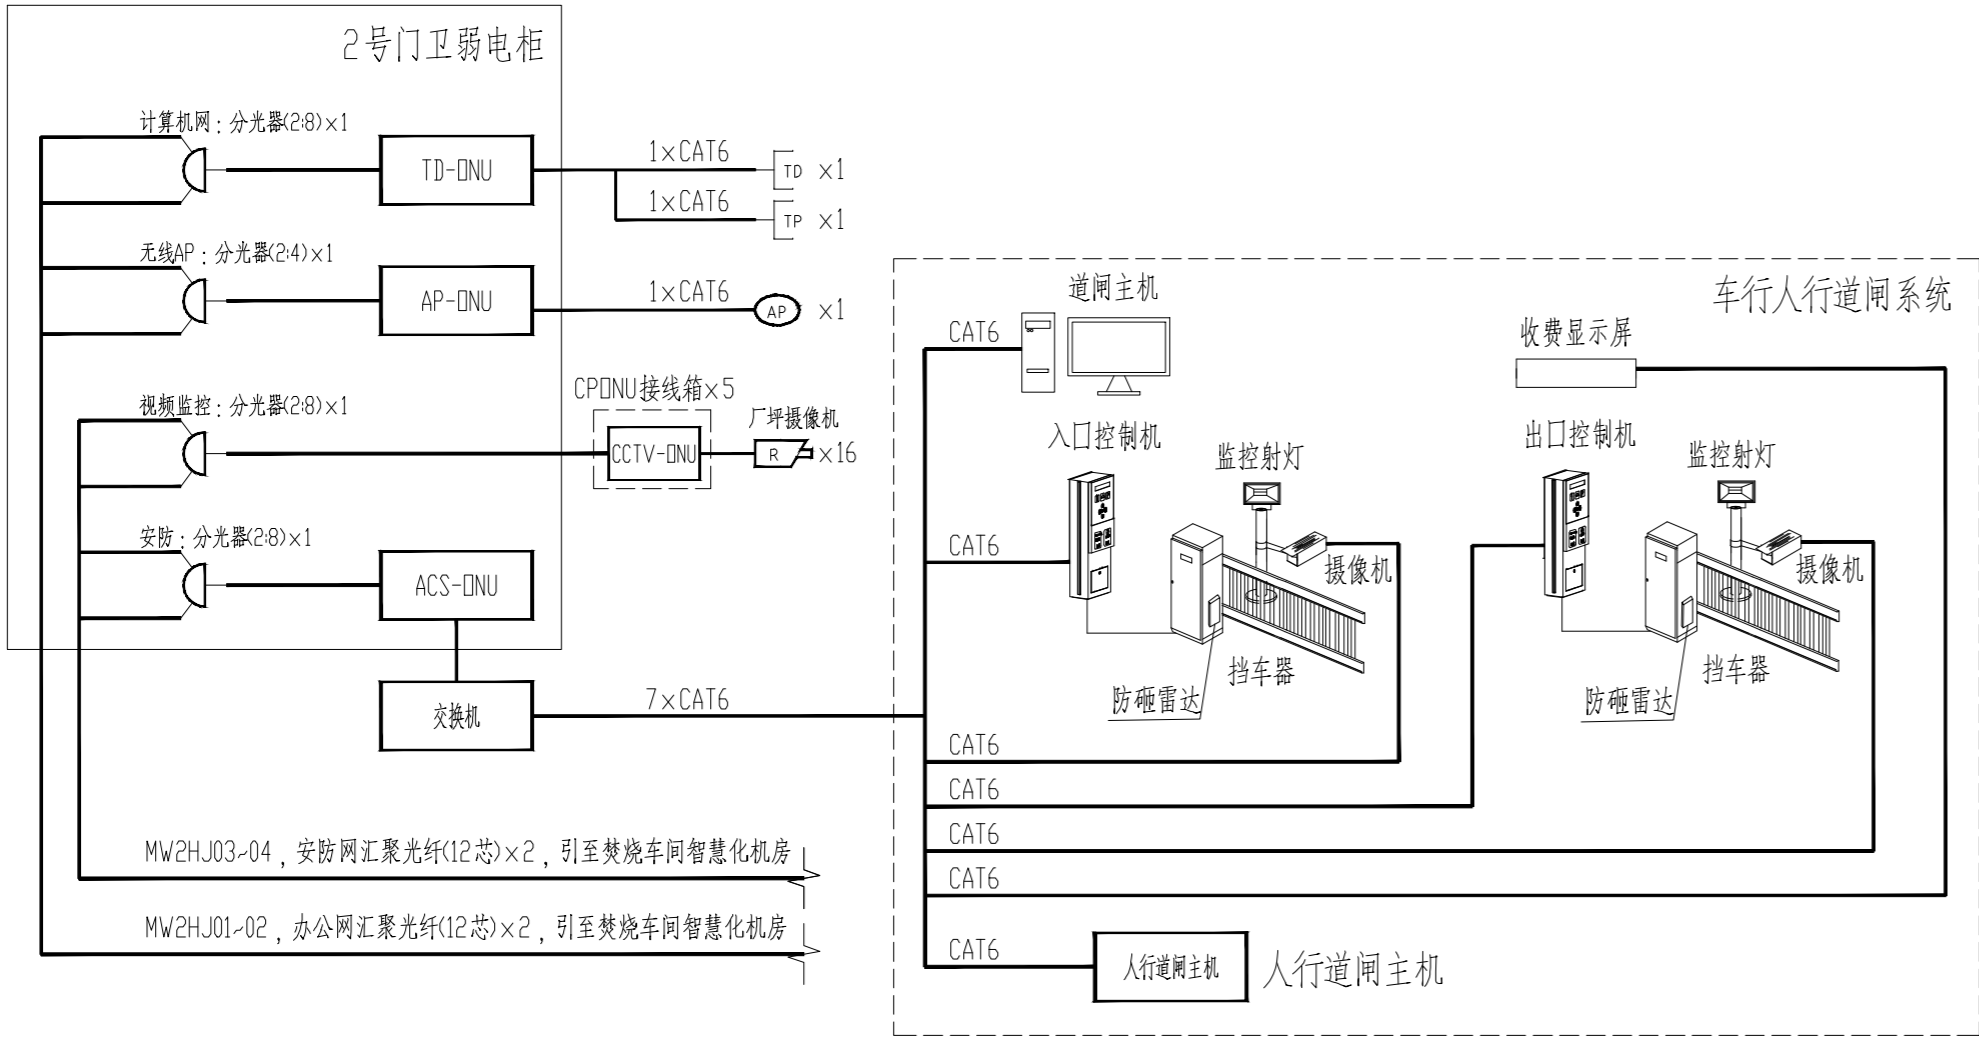 2号门卫弱电柜
计算机网：分光器(2:8)×1
TD-ONU
1×CAT6
TD ×1
1×CAT6
TP ×1
无线AP：分光器(2:4)×1
AP-ONU
1×CAT6
AP ×1
视频监控：分光器(2:8)×1
CPONU接线箱×5
CCTV-ONU
厂坪摄像机
R ×16
安防：分光器(2:8)×1
ACS-ONU
交换机
7×CAT6
MW2HJ03~04，安防网汇聚光纤(12芯)×2，引至焚烧车间智慧化机房
MW2HJ01~02，办公网汇聚光纤(12芯)×2，引至焚烧车间智慧化机房
车行人行道闸系统
道闸主机
CAT6
收费显示屏
入口控制机
监控射灯
CAT6
摄像机
挡车器
防砸雷达
出口控制机
监控射灯
摄像机
挡车器
防砸雷达
CAT6
CAT6
CAT6
CAT6
CAT6
人行道闸主机
人行道闸主机